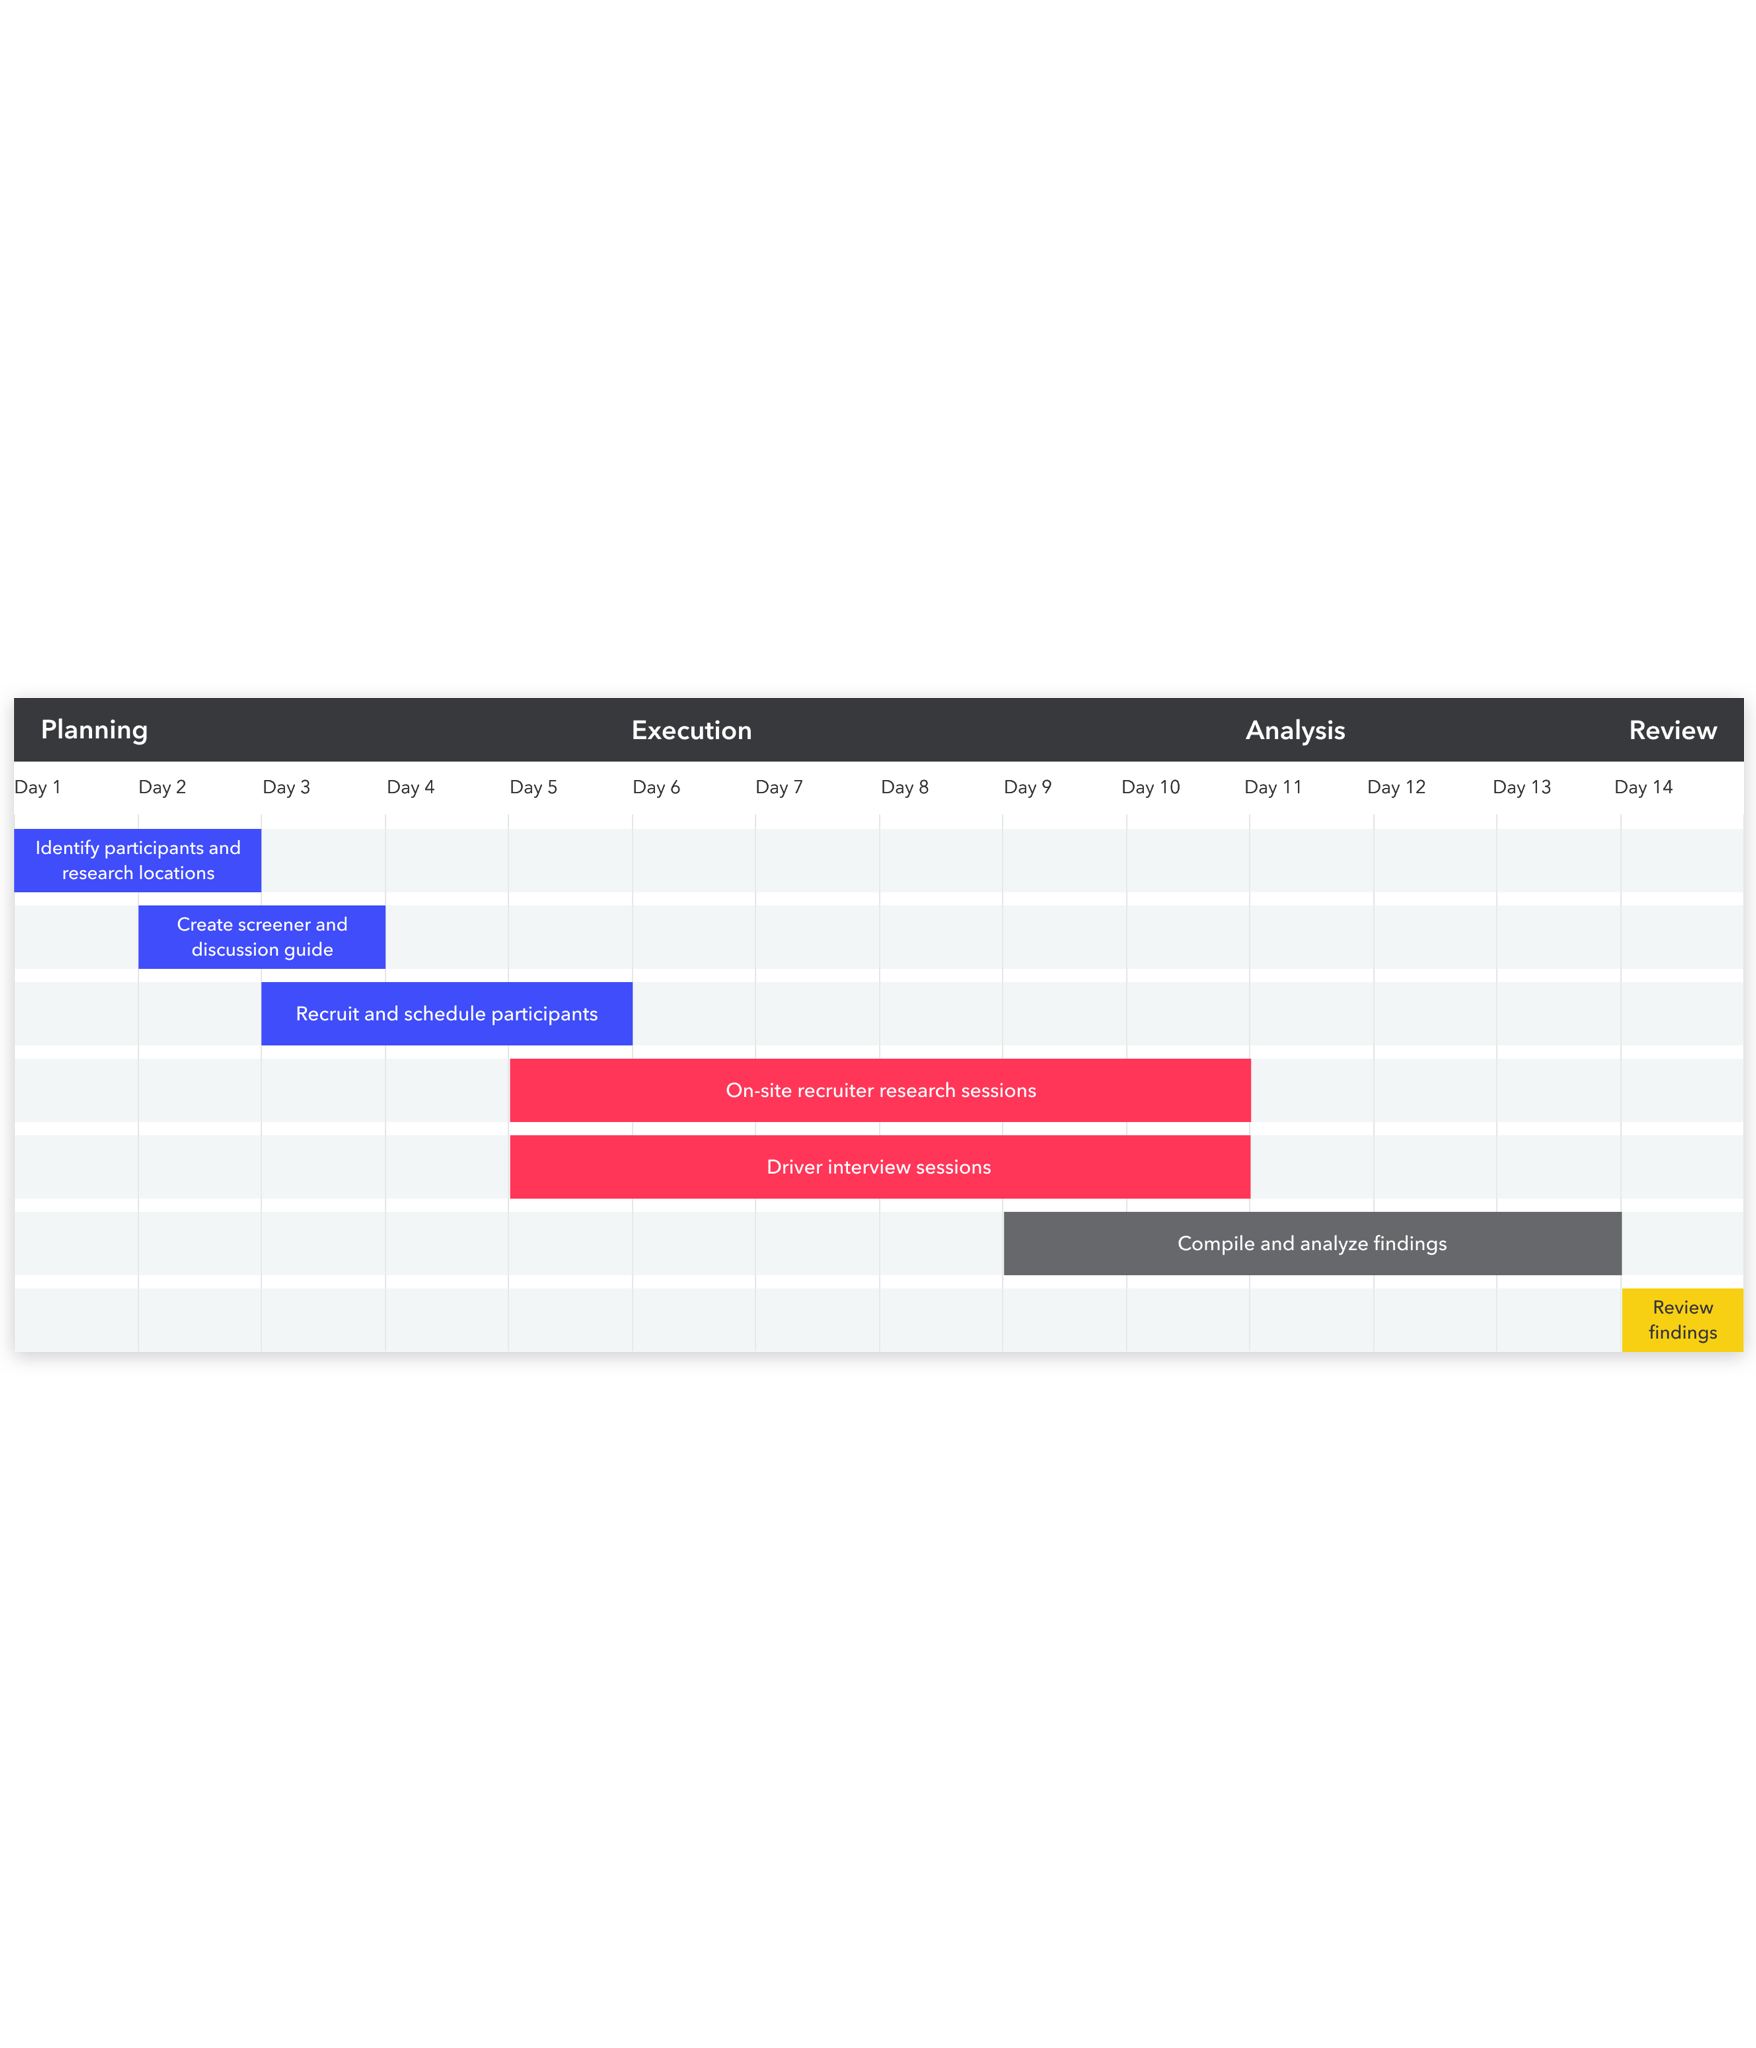 Planning Execution Analysis Review
Day 1 Day 2 Day 3 Day 4 Day 5 Day 6 Day 7 Day 8 Day 9 Day 10 Day 11 Day 12 Day 13 Day 14
Identify participants and
research locations
Create screener and
discussion guide
Recruit and schedule participants
On-site recruiter research sessions
Driver interview sessions
Compile and analyze findings
Review
findings